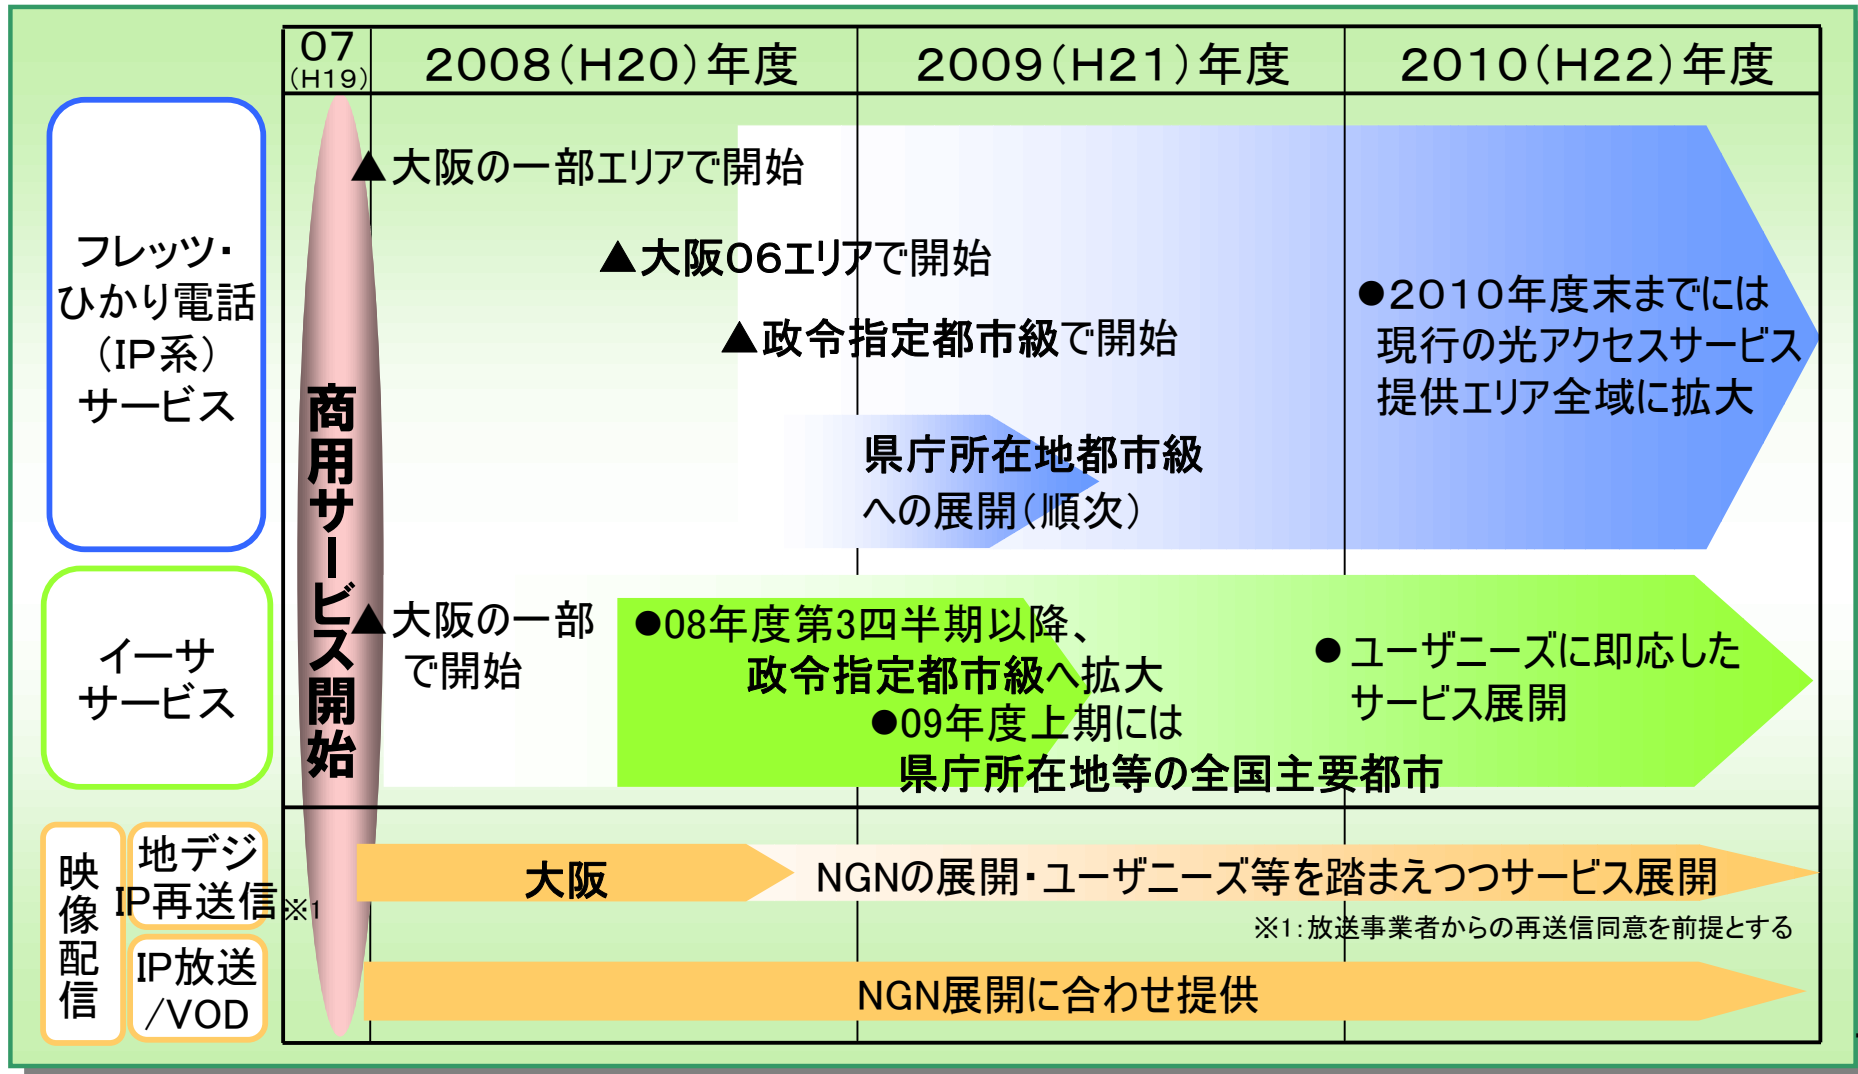 07
(H19)
2008(H20)年度
2009(H21)年度
2010(H22)年度
フレッツ・
ひかり電話
(IP系)
サービス
商用サービス開始
▲大阪の一部エリアで開始
▲大阪06エリアで開始
▲政令指定都市級で開始
県庁所在地都市級
への展開(順次)
●2010年度末までには
現行の光アクセスサービス
提供エリア全域に拡大
イーサ
サービス
▲大阪の一部
で開始
●08年度第3四半期以降、
政令指定都市級へ拡大
●09年度上期には
県庁所在地等の全国主要都市
●ユーザニーズに即応した
サービス展開
映像配信
地デジ
IP再送信※1
大阪
NGNの展開・ユーザニーズ等を踏まえつつサービス展開
※1:放送事業者からの再送信同意を前提とする
IP放送
/VOD
NGN展開に合わせ提供